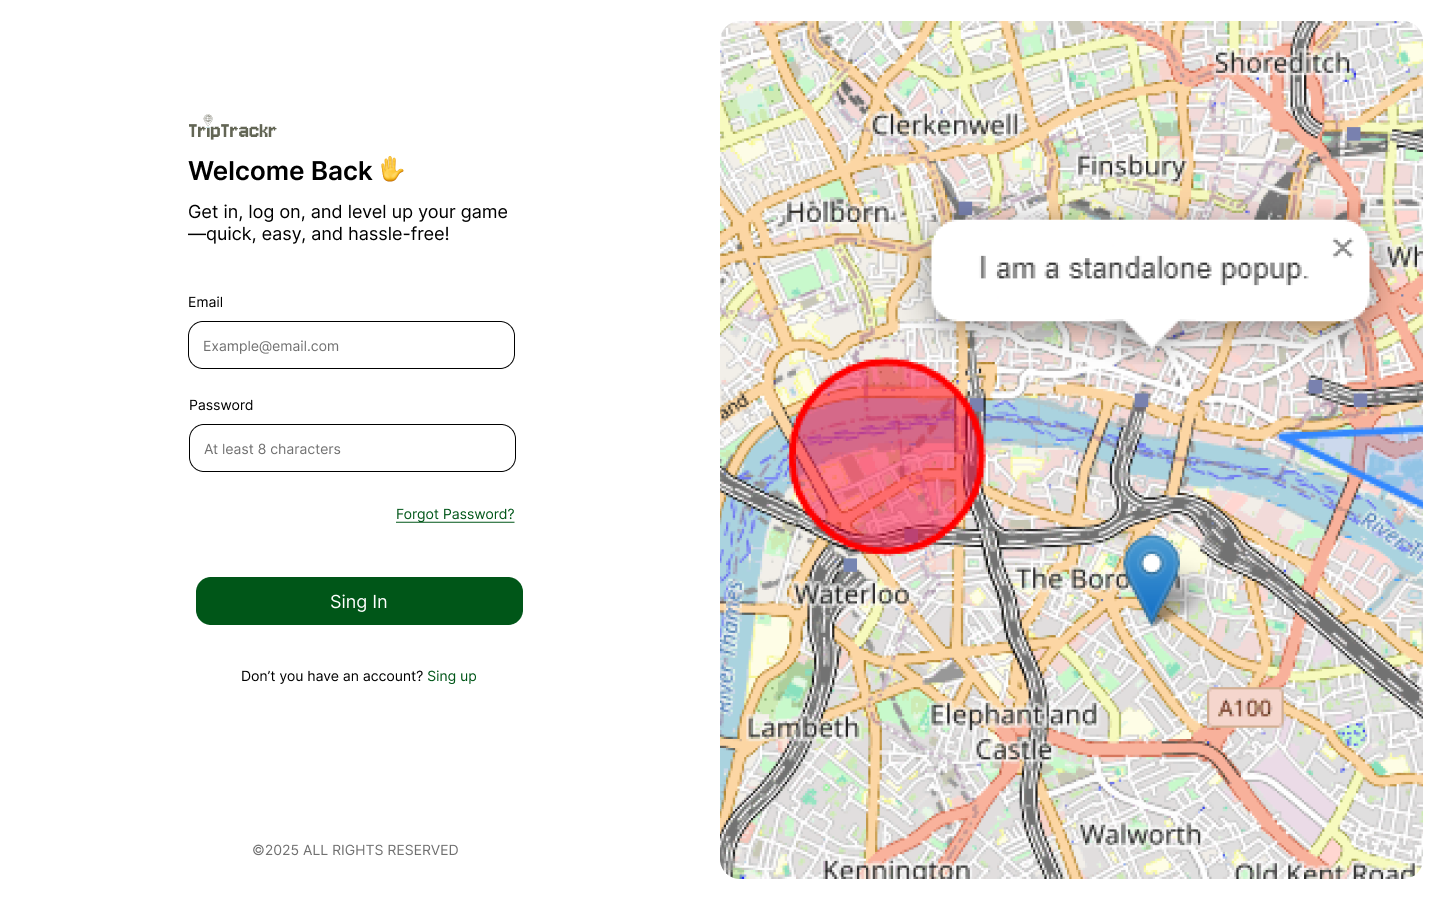 TripTrackr
Welcome Back
Get in, log on, and level up your game
—quick, easy, and hassle-free!
Email
Example@email.com
Password
At least 8 characters
Forgot Password?
Sing In
Don't you have an account? Sing up
©2025 ALL RIGHTS RESERVED
Shoreditch
Clerkenwell
Finsbury
Holborn
Wh
I am a standalone popup.
×
and
River Th
The Boro
Waterloo
River Thames
A100
Elephant and
Castle
Lambeth
Walworth
Kennington
Old Kent Road